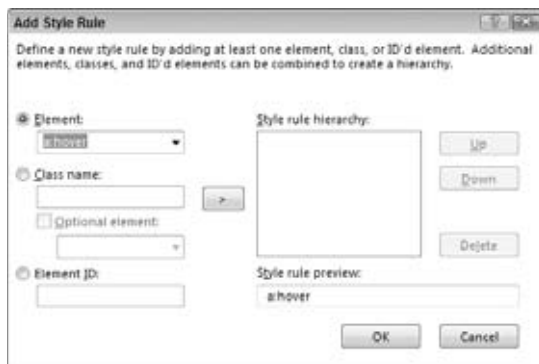 Add Style Rule
Define a new style rule by adding at least one element, class, or ID'd element. Additional
elements, classes, and ID'd elements can be combined to create a hierarchy.
Element:
a:hover
Class name:
Optional element:
Element ID:
>
Style rule hierarchy:
Up
Down
Delete
Style rule preview:
a:hover
OK
Cancel